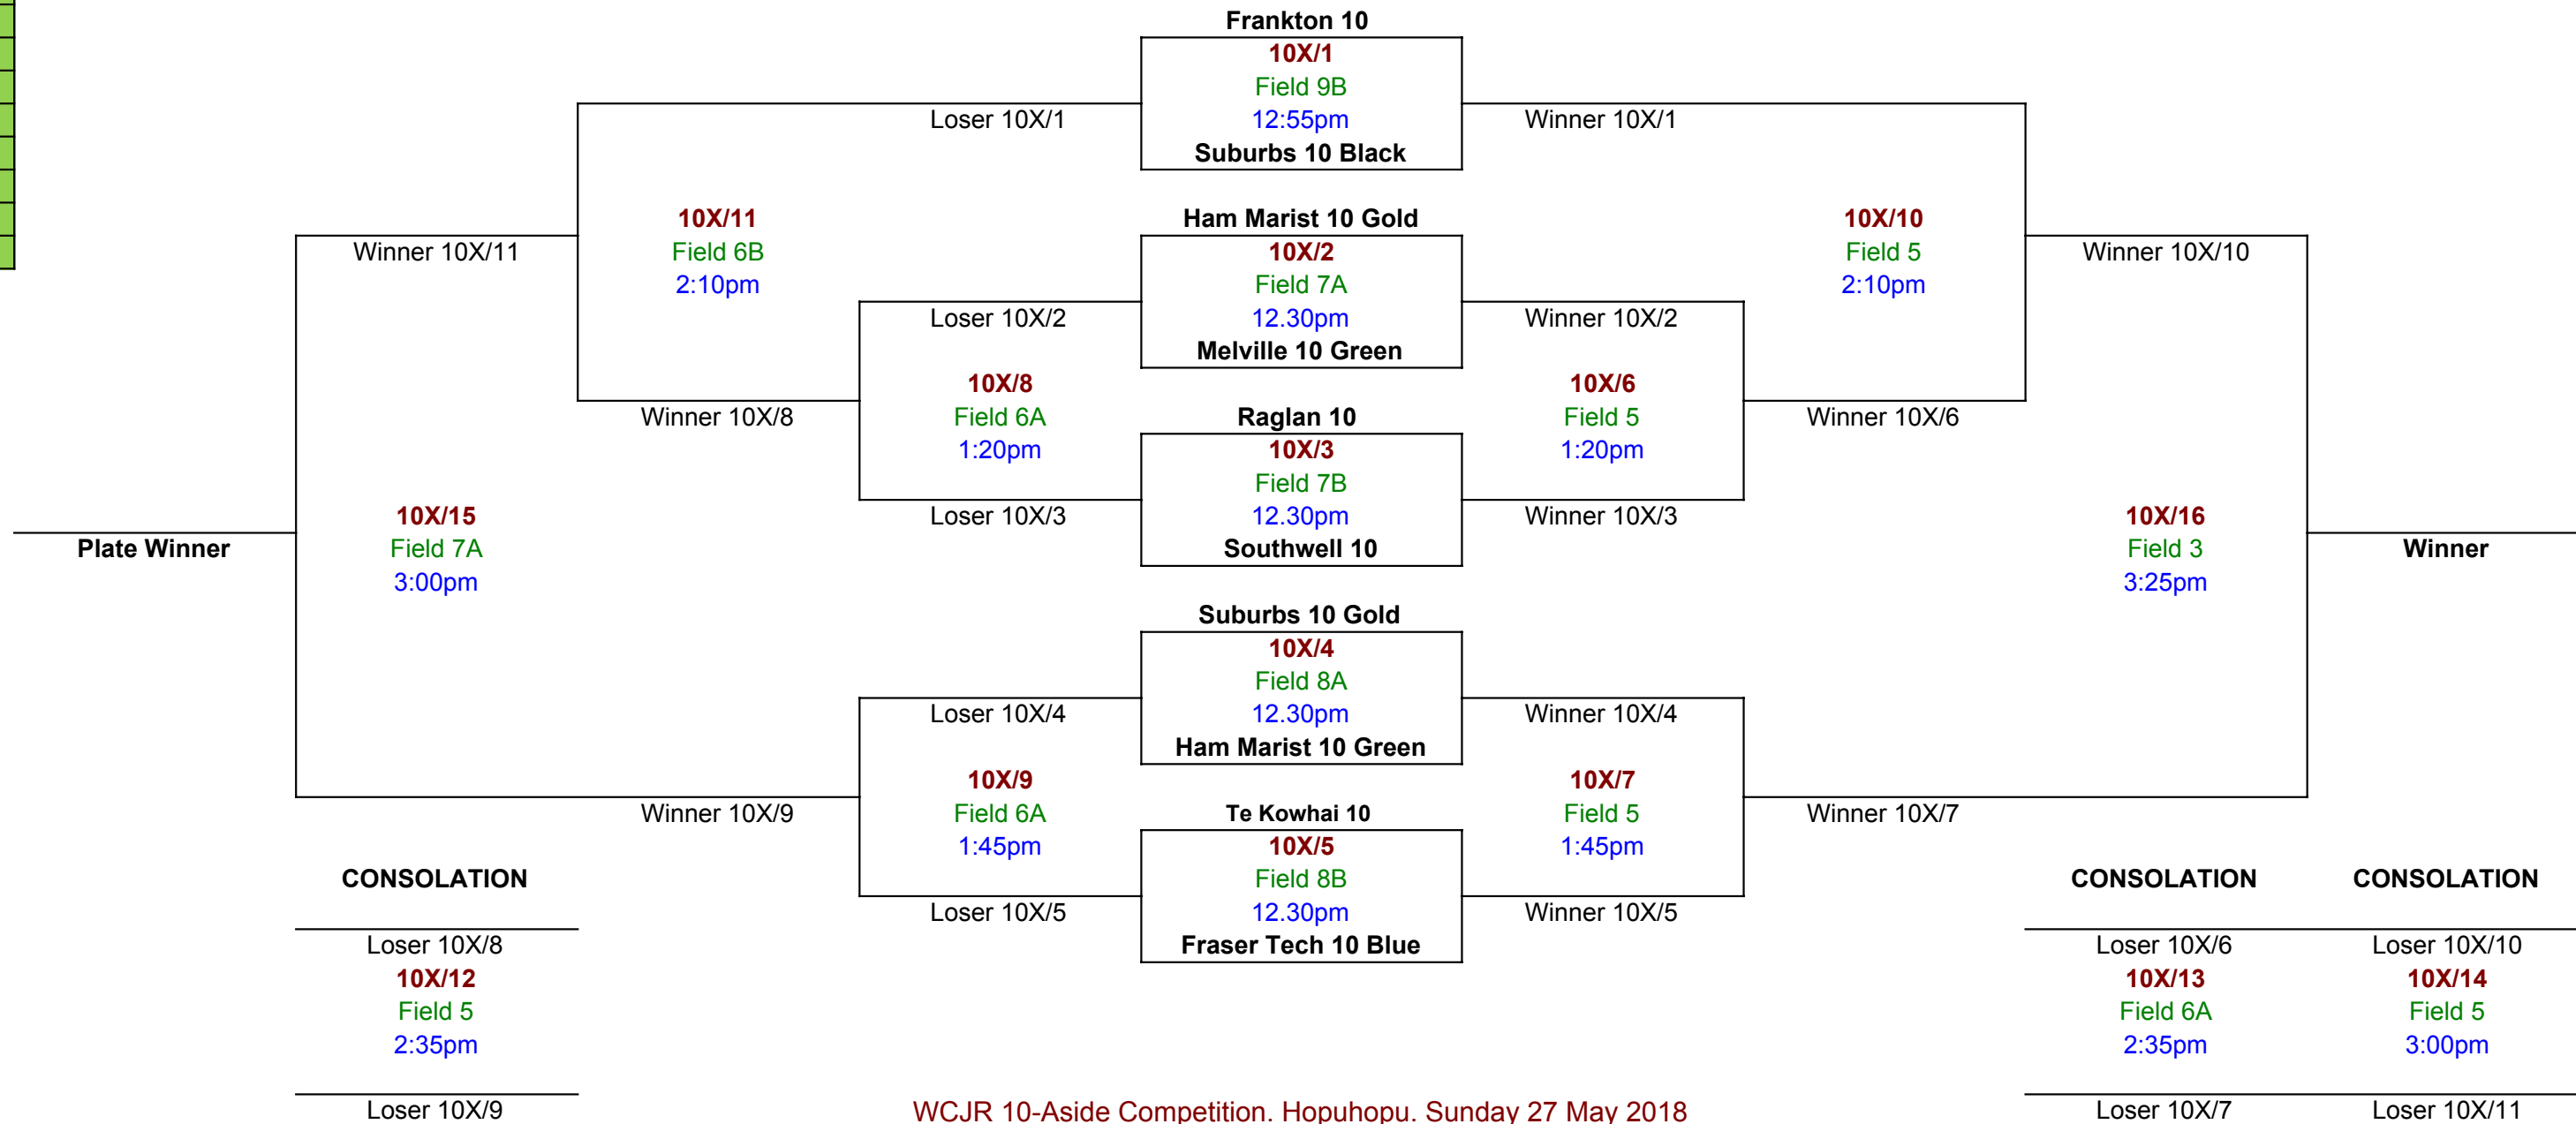 Frankton 10
10X/1
Field 9B
Loser 10X/1
12:55pm
Winner 10X/1
Suburbs 10 Black
10X/11
Ham Marist 10 Gold
10X/10
Winner 10X/11
Field 6B
10X/2
Field 5
Winner 10X/10
2:10pm
Field 7A
2:10pm
Loser 10X/2
12.30pm
Winner 10X/2
Melville 10 Green
10X/8
10X/6
Winner 10X/8
Field 6A
Raglan 10
Field 5
Winner 10X/6
1:20pm
10X/3
1:20pm
Field 7B
10X/15
Loser 10X/3
12.30pm
Winner 10X/3
10X/16
Plate Winner
Field 7A
Southwell 10
Field 3
Winner
3:00pm
3:25pm
Suburbs 10 Gold
10X/4
Field 8A
Loser 10X/4
12.30pm
Winner 10X/4
Ham Marist 10 Green
10X/9
10X/7
Winner 10X/9
Field 6A
Te Kowhai 10
Field 5
Winner 10X/7
1:45pm
10X/5
1:45pm
CONSOLATION
Field 8B
CONSOLATION
CONSOLATION
Loser 10X/5
12.30pm
Winner 10X/5
Loser 10X/8
Fraser Tech 10 Blue
Loser 10X/6
Loser 10X/10
10X/12
10X/13
10X/14
Field 5
Field 6A
Field 5
2:35pm
2:35pm
3:00pm
Loser 10X/9
WCJR 10-Aside Competition. Hopuhopu. Sunday 27 May 2018
Loser 10X/7
Loser 10X/11